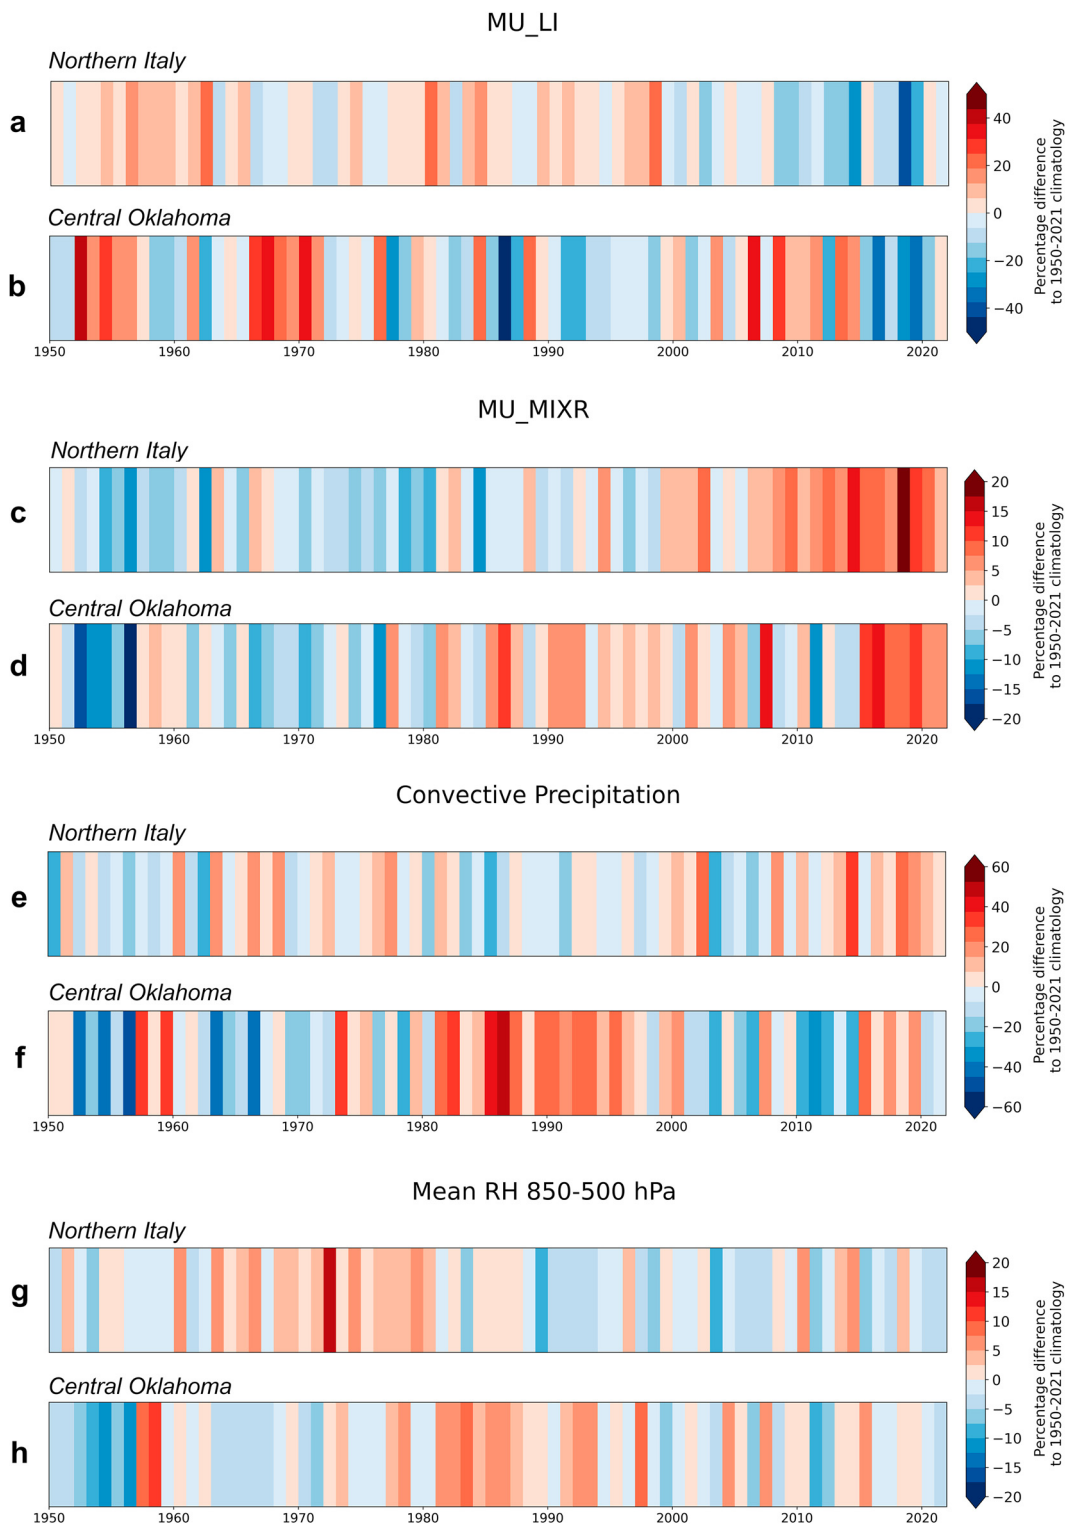 MU_LI
Northern Italy
a
40
20
0
−20
−40
Percentage difference
to 1950-2021 climatology
Central Oklahoma
b
1950 1960 1970 1980 1990 2000 2010 2020
MU_MIXR
Northern Italy
c
20
15
10
5
0
−5
−10
−15
−20
Percentage difference
to 1950-2021 climatology
Central Oklahoma
d
1950 1960 1970 1980 1990 2000 2010 2020
Convective Precipitation
Northern Italy
e
60
40
20
0
−20
−40
−60
Percentage difference
to 1950-2021 climatology
Central Oklahoma
f
1950 1960 1970 1980 1990 2000 2010 2020
Mean RH 850-500 hPa
Northern Italy
g
20
15
10
5
0
−5
−10
−15
−20
Percentage difference
to 1950-2021 climatology
Central Oklahoma
h
1950 1960 1970 1980 1990 2000 2010 2020